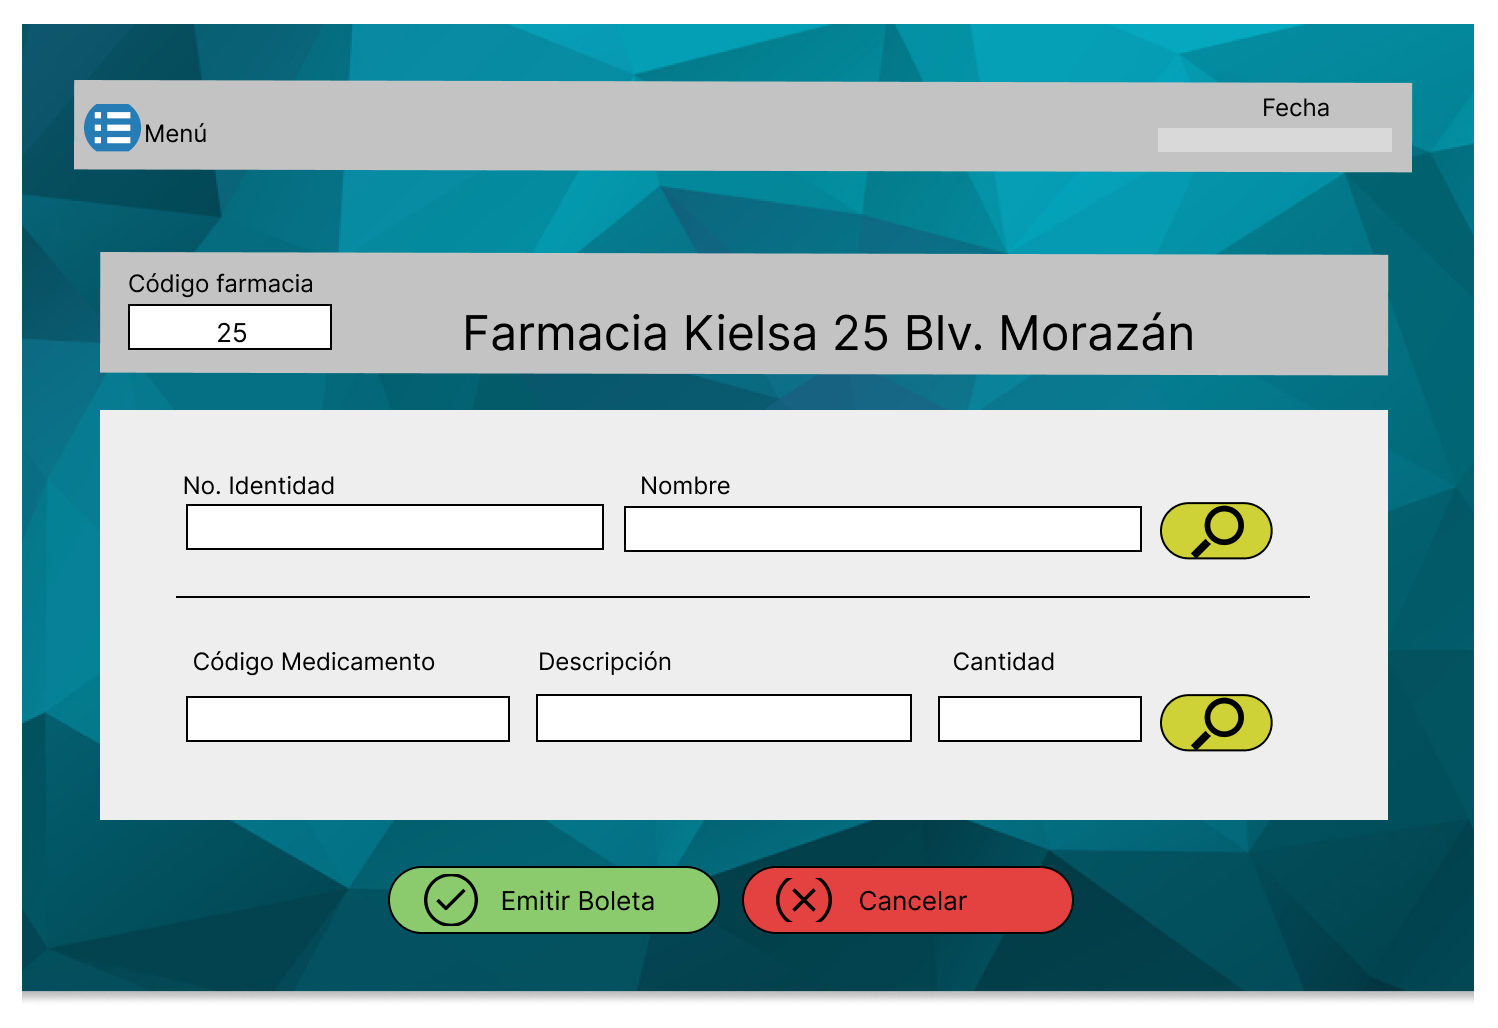 Menú
Fecha
Código farmacia
25
Farmacia Kielsa 25 Blv. Morazán
No. Identidad
Nombre
Código Medicamento
Descripción
Cantidad
Emitir Boleta
Cancelar